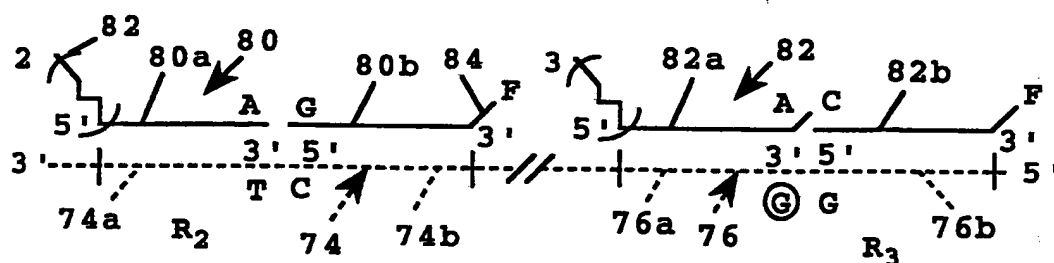 2 82 80a 80 80b 84 F 3 82a 82 82b F
5' A G 3' 5' A C 3'
3' 3' 5' 3' 5' 5'
T C G G
74a R2 74 74b 76a 76 R3 76b